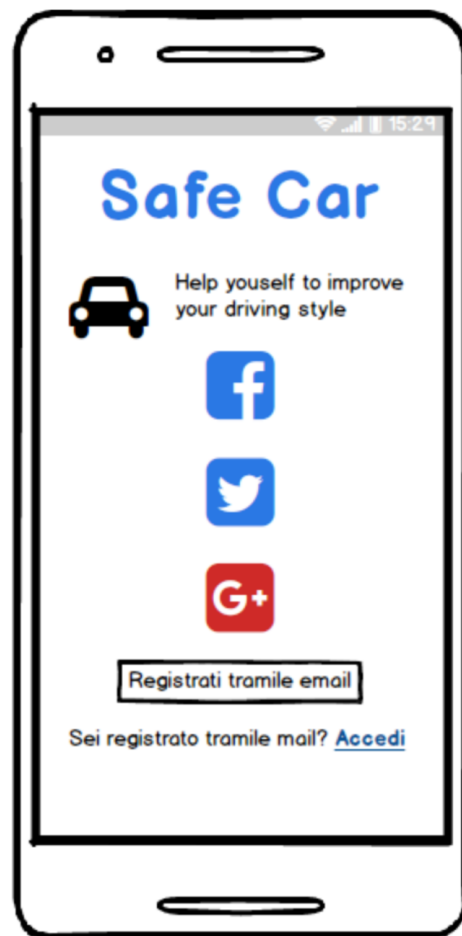 15:29
Safe Car
Help youself to improve
your driving style
f
G+
Registrati tramile email
Sei registrato tramile mail? Accedi